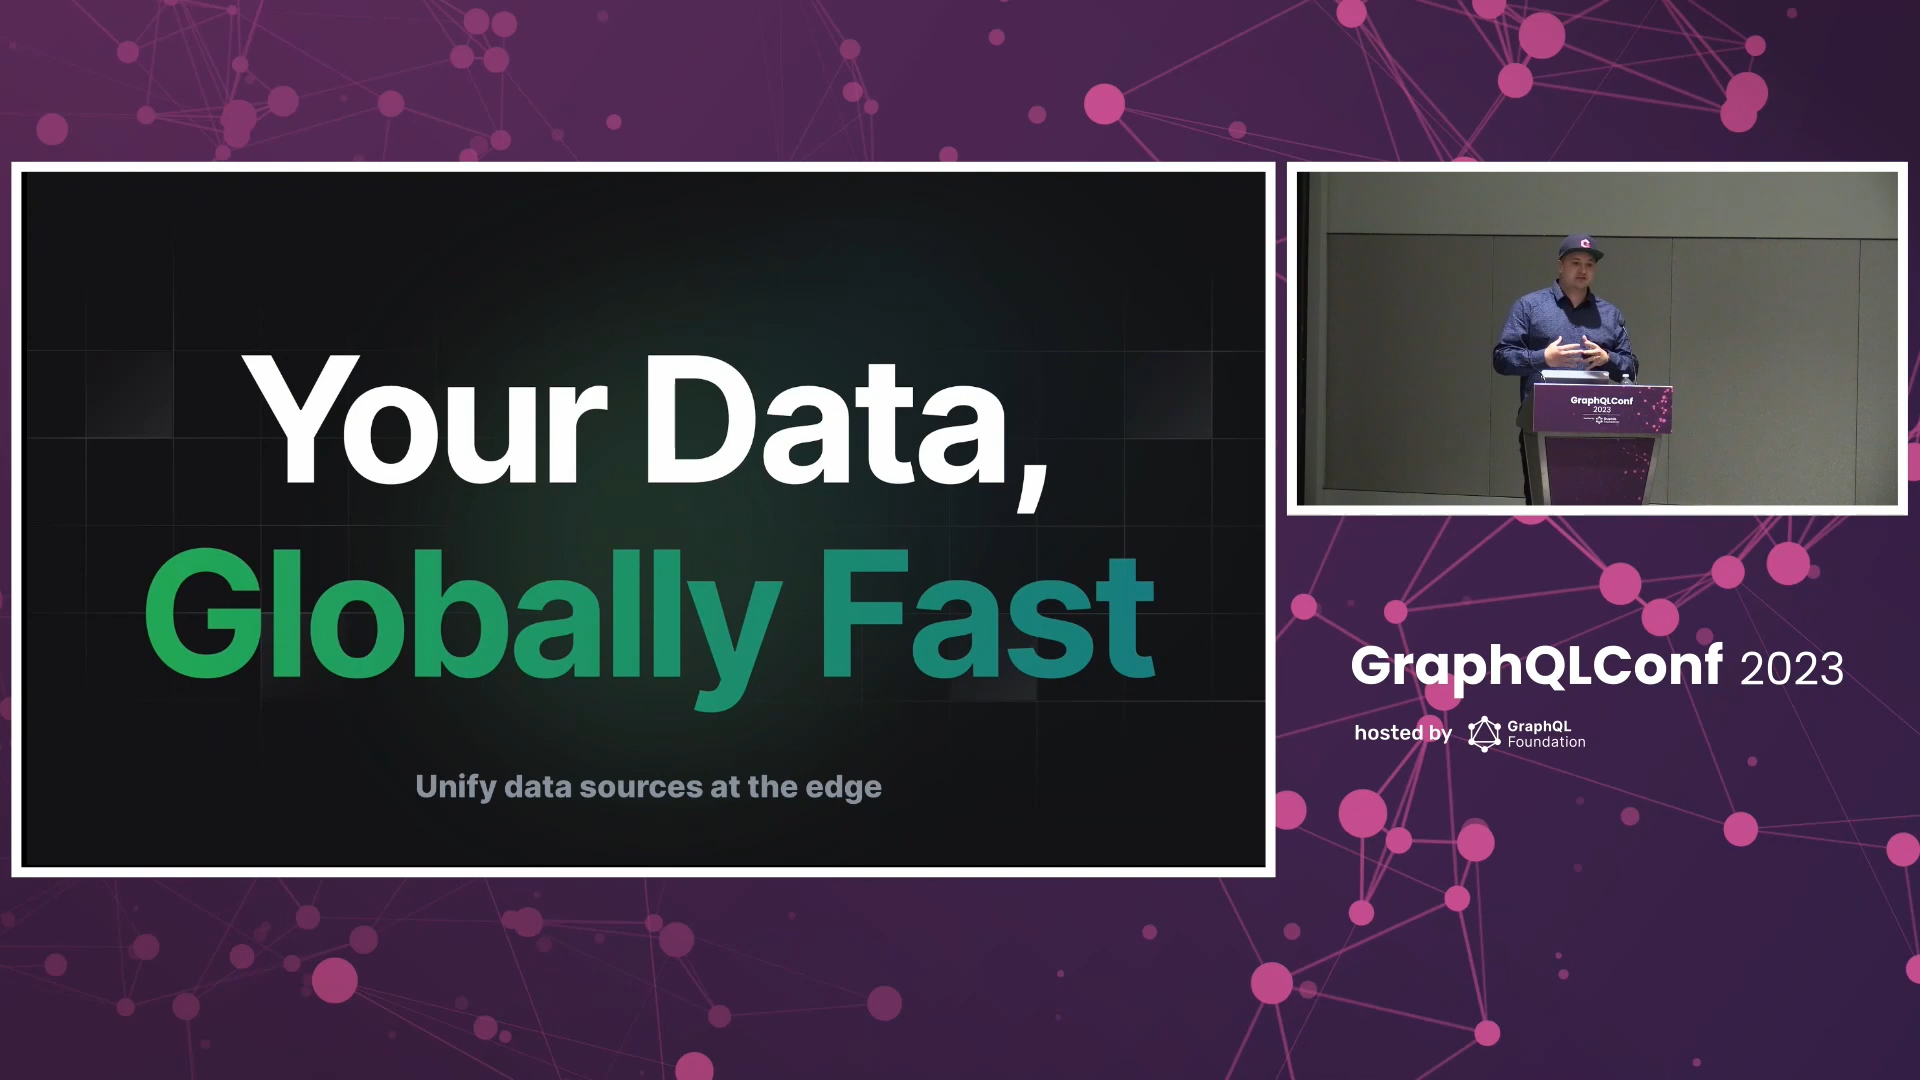 Your Data,
Globally Fast
Unify data sources at the edge
GraphQLConf
2023
GraphQLConf 2023
hosted by GraphQL
Foundation